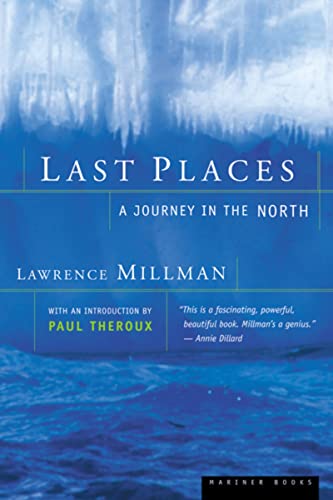 LAST PLACES
A JOURNEY IN THE NORTH
LAWRENCE MILLMAN
WITH AN INTRODUCTION BY
PAUL THEROUX
"This is a fascinating, powerful,
beautiful book. Millman's a genius."
— Annie Dillard
MARINER BOOKS